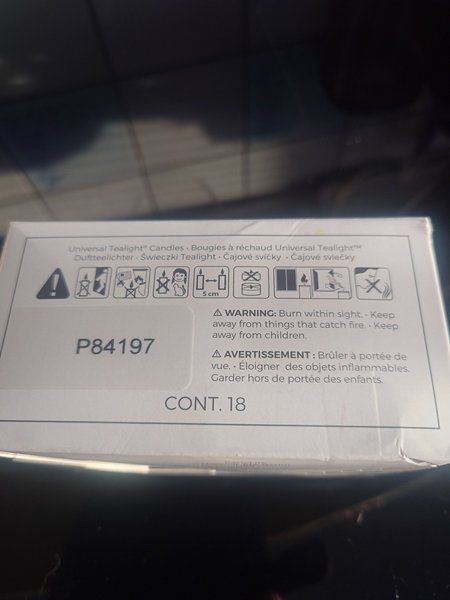 Universal Tealight® Candles • Bougies à réchaud Universal Tealight™
Duftteelichter • Świeczki Tealight • Čajové svíčky • Čajové sviečky
5 cm
⚠ WARNING: Burn within sight. • Keep
away from things that catch fire. • Keep
away from children.
P84197
⚠ AVERTISSEMENT : Brûler à portée de
vue. • Éloigner des objets inflammables.
Garder hors de portée des enfants.
CONT. 18